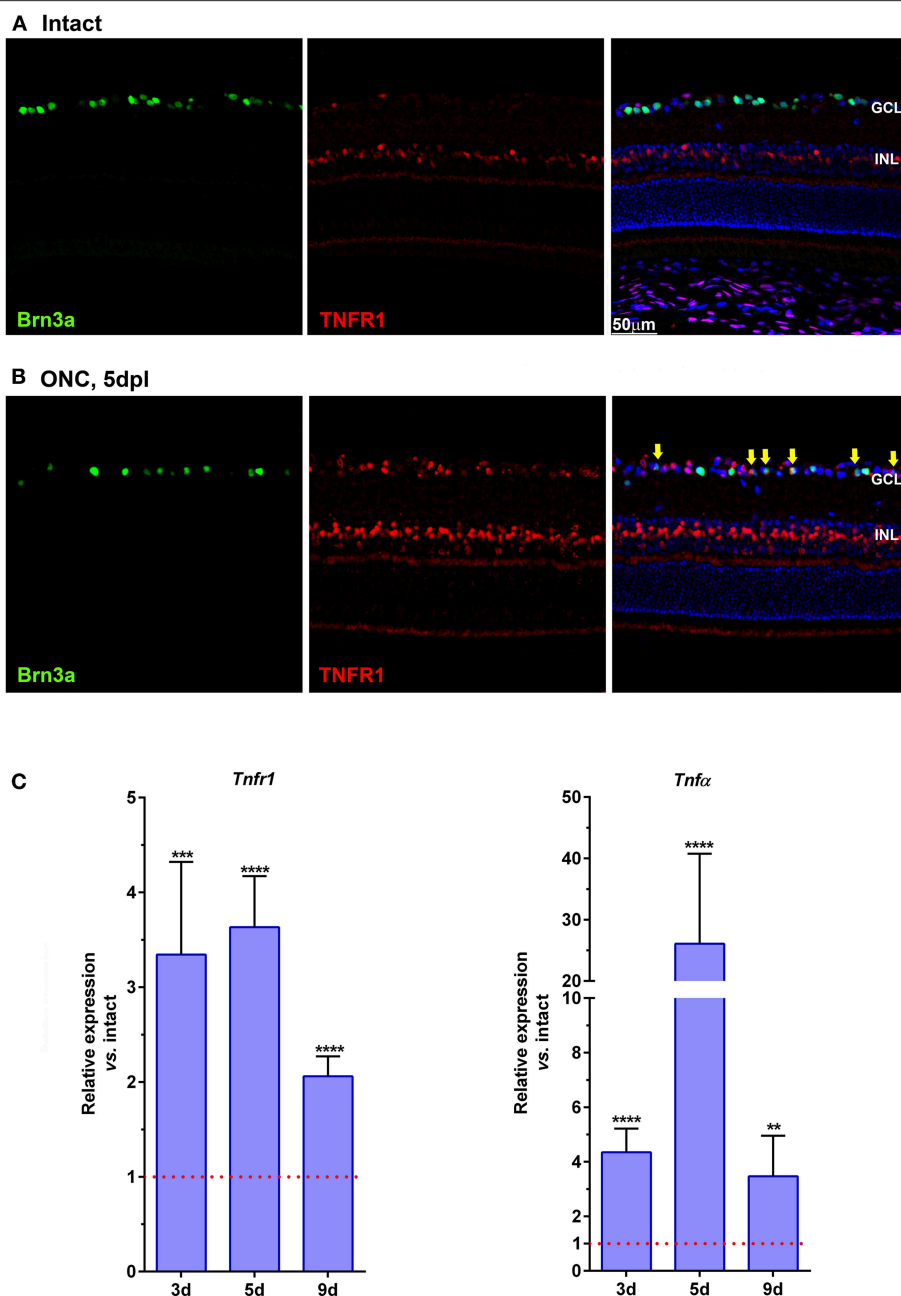 A Intact
GCL
INL
Brn3a
TNFR1
50μm
B ONC, 5dpl
GCL
INL
Brn3a
TNFR1
C
Tnfr1
Relative expression
vs. intact
5
4
3
2
1
0
***
****
****
3d
5d
9d
Tnfα
Relative expression
vs. intact
50
40
30
20
10
8
6
4
2
1
0
****
****
**
3d
5d
9d